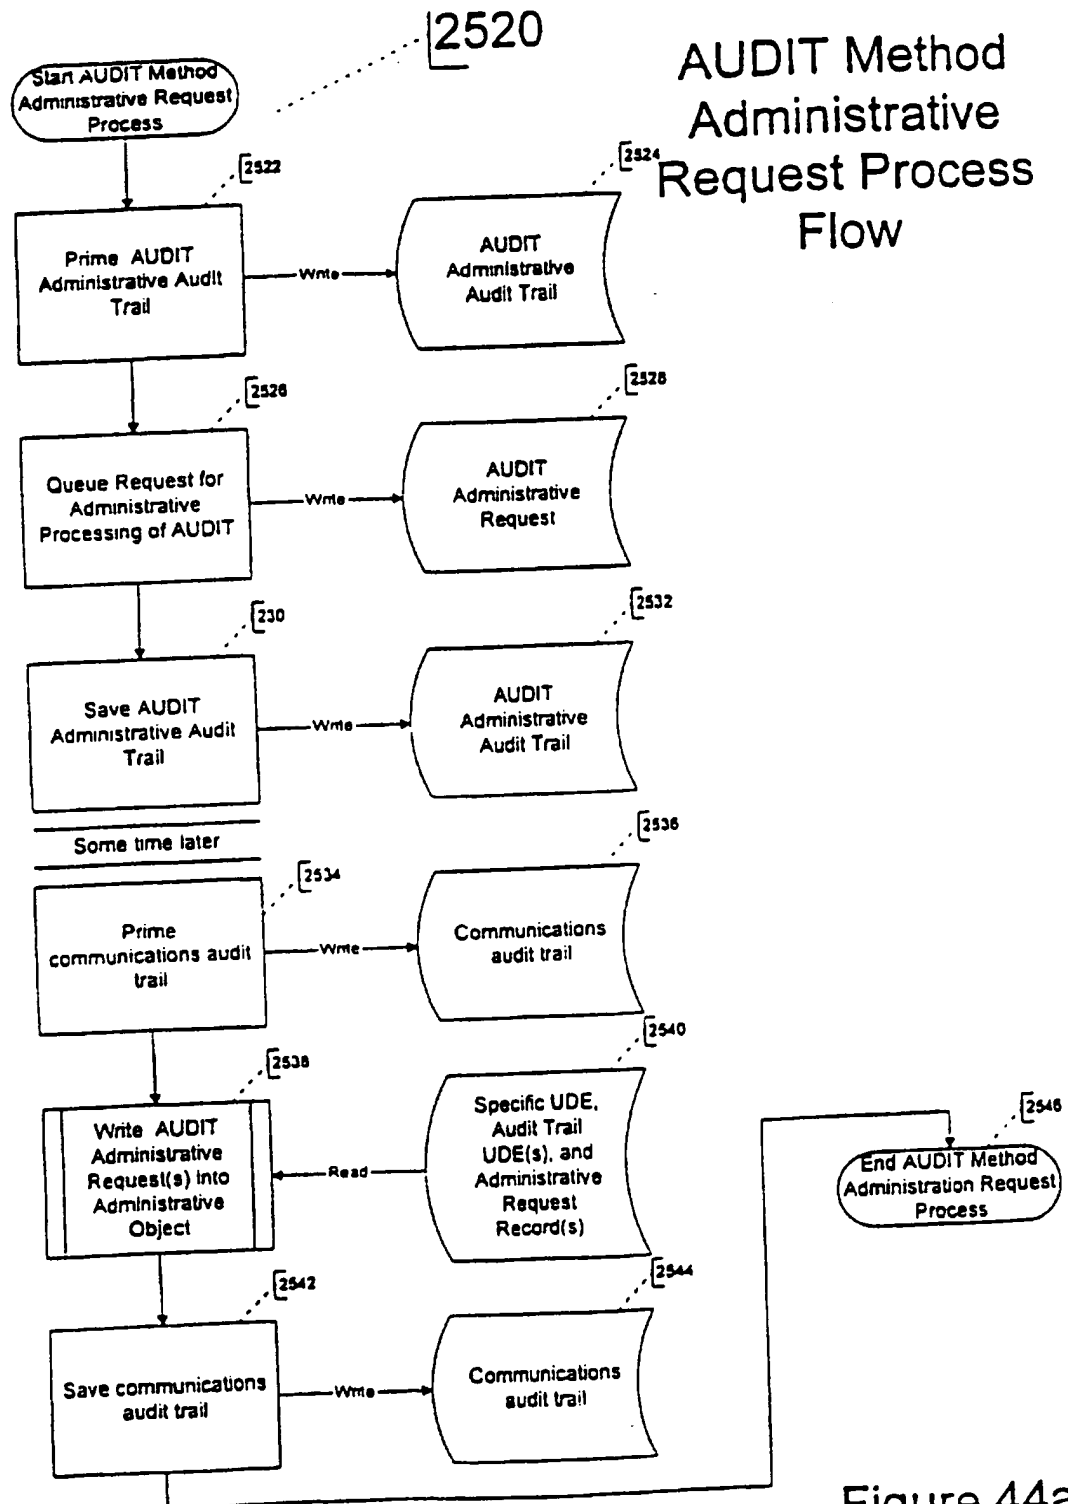 2520
AUDIT Method
Administrative
Request Process
Flow
Start AUDIT Method
Administrative Request
Process
2522
2524
Prime AUDIT
Administrative Audit
Trail
Write
AUDIT
Administrative
Audit Trail
2526
2528
Queue Request for
Administrative
Processing of AUDIT
Write
AUDIT
Administrative
Request
230
2532
Save AUDIT
Administrative Audit
Trail
Write
AUDIT
Administrative
Audit Trail
Some time later
2534
2536
Prime
communications audit
trail
Write
Communications
audit trail
2538
2540
Write AUDIT
Administrative
Request(s) into
Administrative
Object
Read
Specific UDE,
Audit Trail
UDE(s), and
Administrative
Request
Record(s)
2546
End AUDIT Method
Administration Request
Process
2542
2544
Save communications
audit trail
Write
Communications
audit trail
Figure 44a